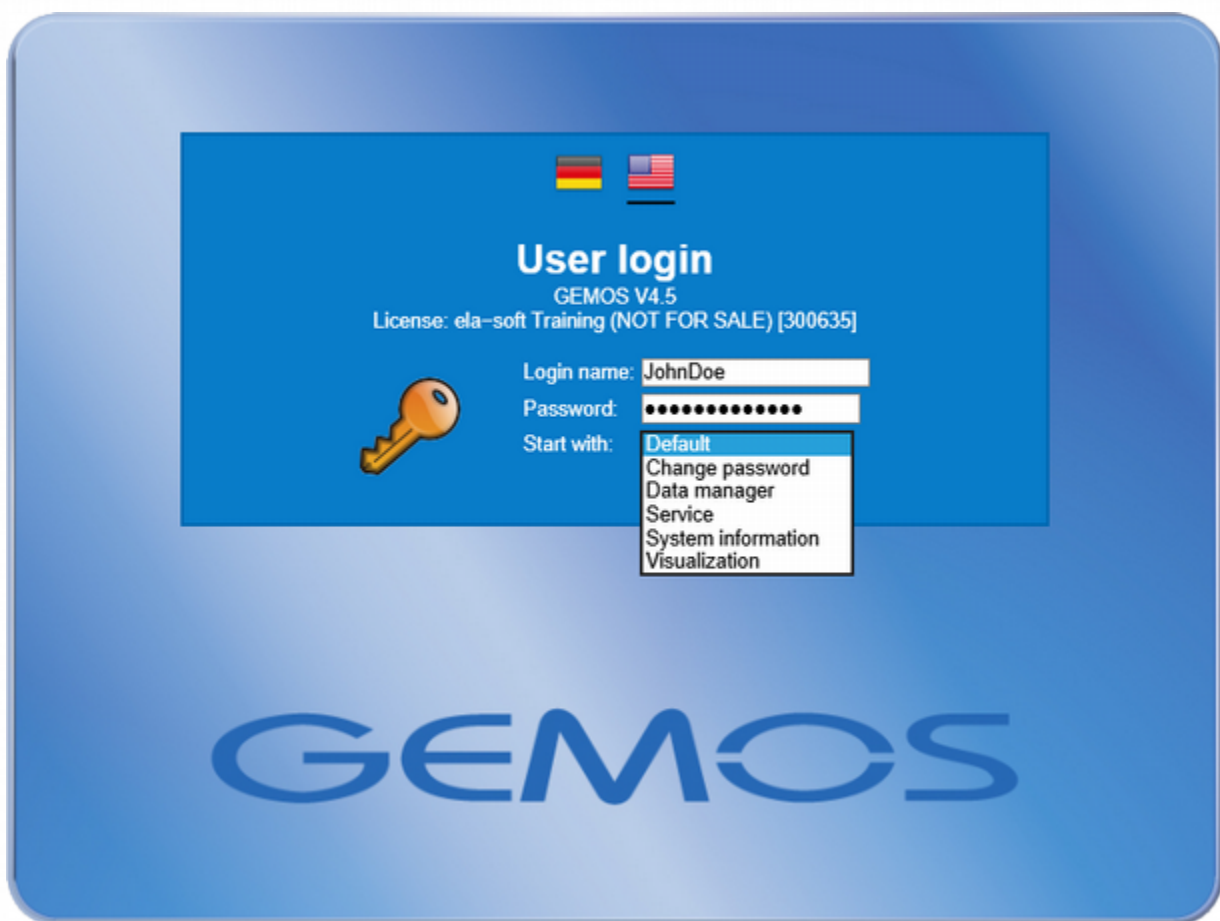 User login
GEMOS V4.5
License: ela-soft Training (NOT FOR SALE) [300635]
Login name: JohnDoe
Password: •••••••••••••
Start with: Default
Change password
Data manager
Service
System information
Visualization
GEMOS